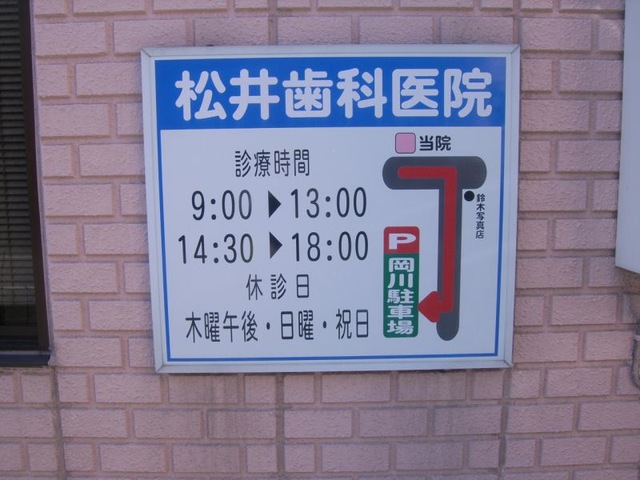 松井歯科医院
診療時間
9:00 ▶ 13:00
14:30 ▶ 18:00
休診日
木曜午後・日曜・祝日
当院
鈴木写真店
P
岡川駐車場